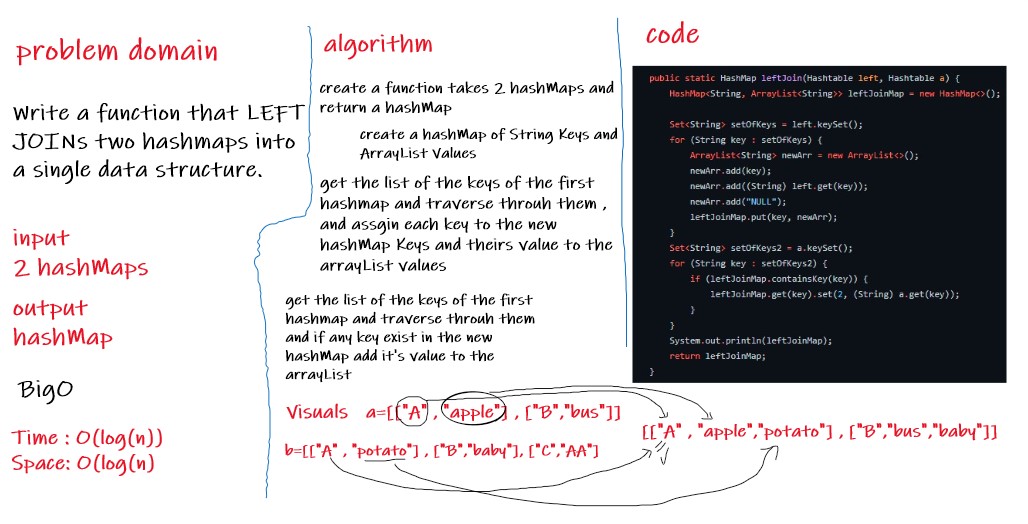 problem domain
Write a function that LEFT
JOINs two hashmaps into
a single data structure.
input
2 hashMaps
output
hashMap
BigO
Time : O(log(n))
Space: O(log(n)
algorithm
create a function takes 2 hashMaps and
return a hashMap
create a hashMap of String Keys and
ArrayList Values
get the list of the keys of the first
hashmap and traverse throuh them ,
and assgin each key to the new
hashMap Keys and theirs value to the
arrayList values
get the list of the keys of the first
hashmap and traverse throuh them
and if any key exist in the new
hashMap add it's value to the
arrayList
code
public static HashMap leftJoin(Hashtable left, Hashtable a) {
HashMap<String, ArrayList<String>> leftJoinMap = new HashMap<>();
Set<String> setOfKeys = left.keySet();
for (String key : setOfKeys) {
ArrayList<String> newArr = new ArrayList<>();
newArr.add(key);
newArr.add((String) left.get(key));
newArr.add("NULL");
leftJoinMap.put(key, newArr);
}
Set<String> setOfKeys2 = a.keySet();
for (String key : setOfKeys2) {
if (leftJoinMap.containsKey(key)) {
leftJoinMap.get(key).set(2, (String) a.get(key));
}
}
System.out.println(leftJoinMap);
return leftJoinMap;
}
Visuals a=[["A" , "apple"] , ["B","bus"]]
b=[["A" , "potato"] , ["B","baby"], ["C","AA"]
[["A" , "apple","potato"] , ["B","bus","baby"]]